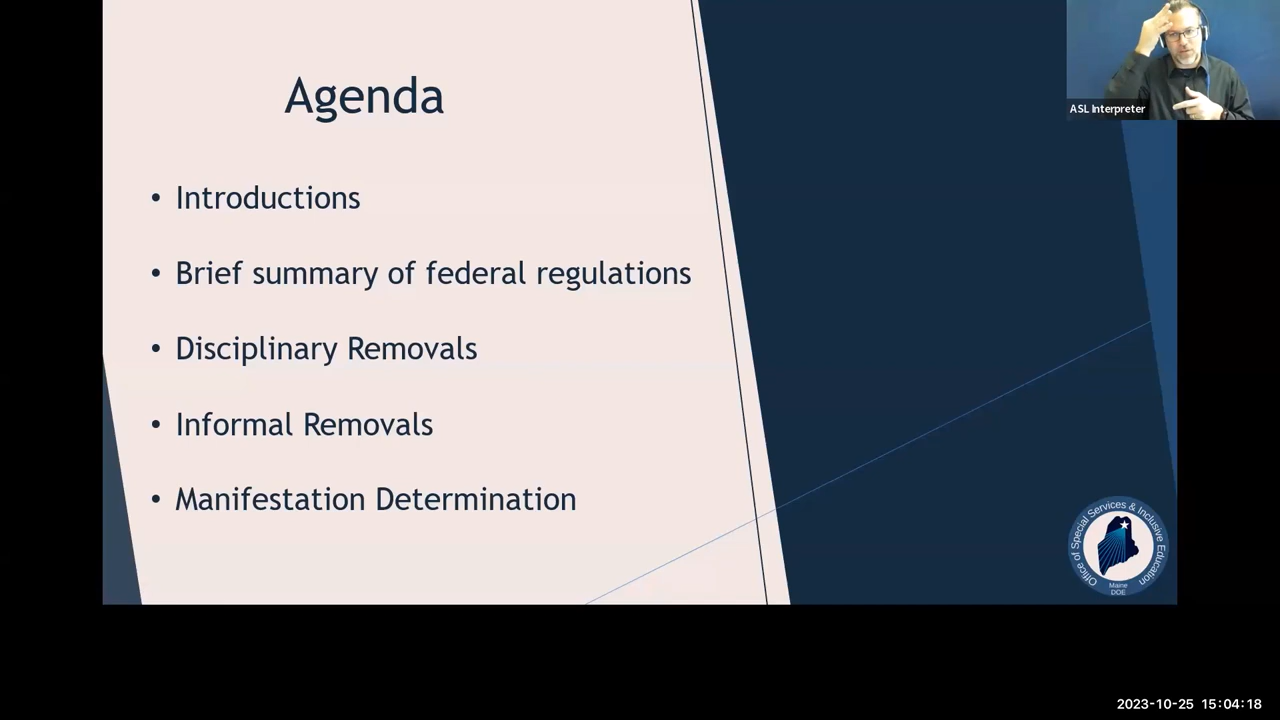 Agenda
• Introductions
• Brief summary of federal regulations
• Disciplinary Removals
• Informal Removals
• Manifestation Determination
ASL Interpreter
Office of Special Services & Inclusive Education
Maine
DOE
2023-10-25 15:04:18